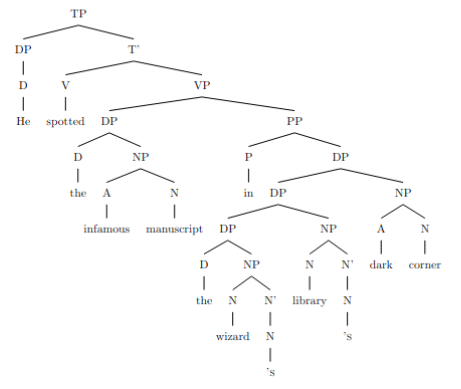 TP
DP T'
D V VP
He spotted DP PP
D NP P DP
the A N in DP NP
infamous manuscript DP NP A N
D NP N N' dark corner
the N N' library N
wizard N 's
's